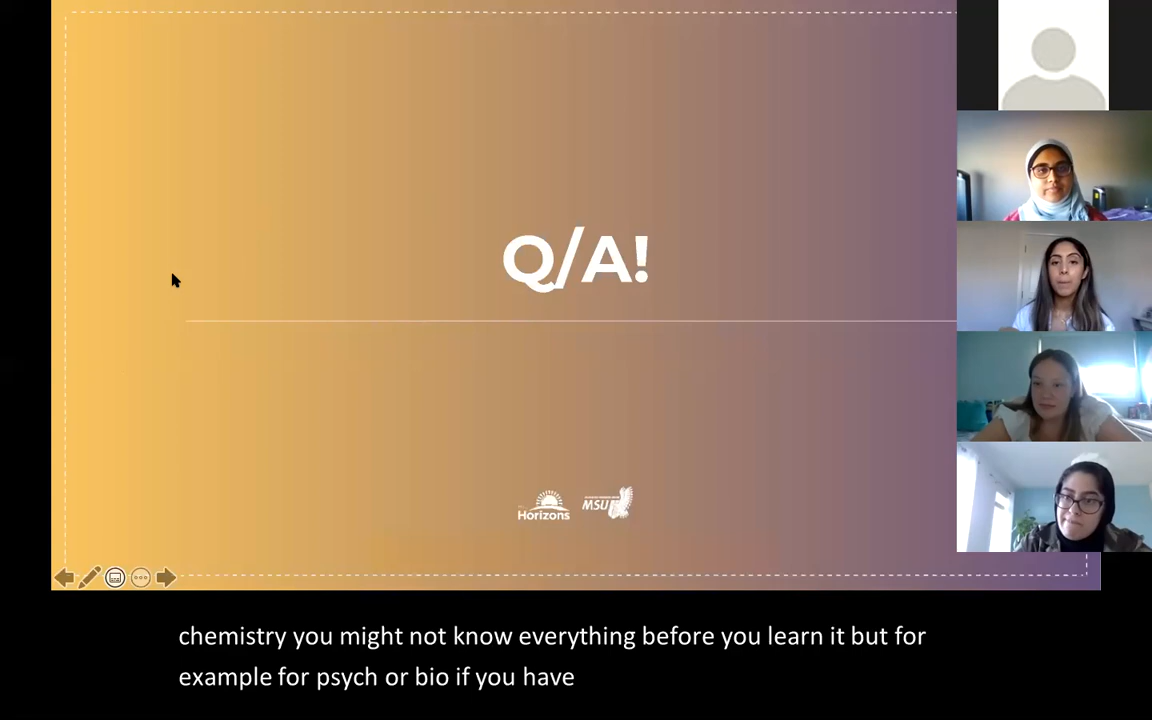 Q/A!
Horizons
MSU
chemistry you might not know everything before you learn it but for
example for psych or bio if you have